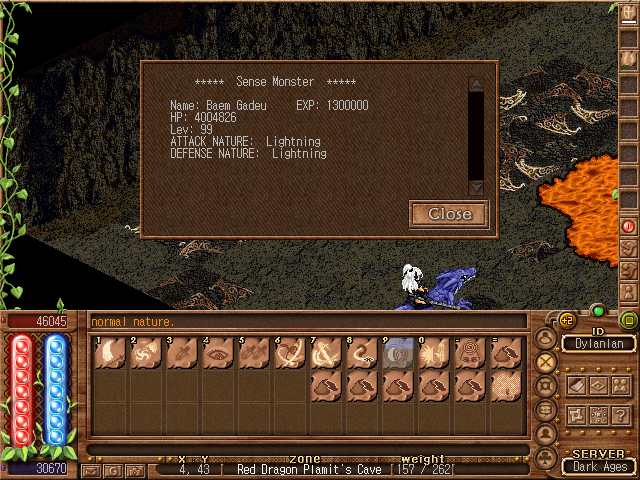 ***** Sense Monster *****
Name: Baem Gadeu EXP: 1300000
HP: 4004826
Lev: 99
ATTACK NATURE: Lightning
DEFENSE NATURE: Lightning
Close
46045
normal nature.
+2
ID
Dylanlan
1 2 3 4 5 6 7 8 9 0 - =
G
?
x y zone weight
30670
4, 43 [ Red Dragon Plamit's Cave [157 / 262[
SERVER
Dark Ages